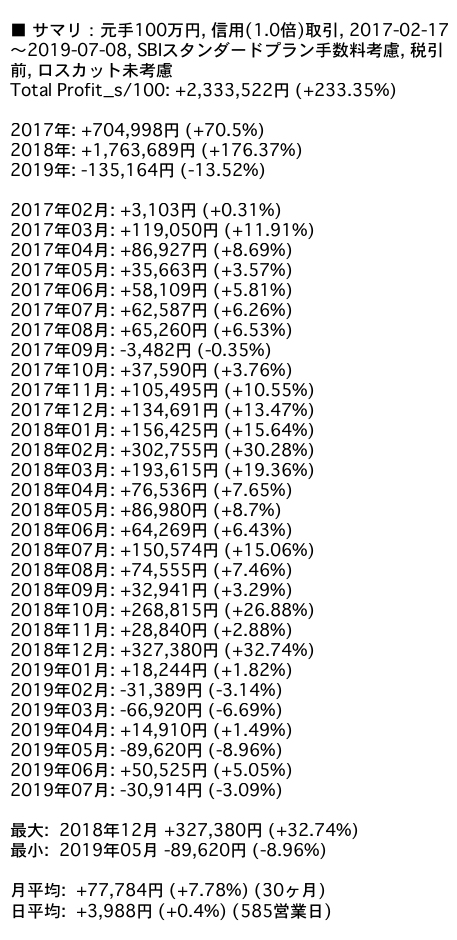 ■ サマリ：元手100万円, 信用(1.0倍)取引, 2017-02-17
～2019-07-08, SBIスタンダードプラン手数料考慮, 税引
前, ロスカット未考慮
Total Profit_s/100: +2,333,522円 (+233.35%)
2017年: +704,998円 (+70.5%)
2018年: +1,763,689円 (+176.37%)
2019年: -135,164円 (-13.52%)
2017年02月: +3,103円 (+0.31%)
2017年03月: +119,050円 (+11.91%)
2017年04月: +86,927円 (+8.69%)
2017年05月: +35,663円 (+3.57%)
2017年06月: +58,109円 (+5.81%)
2017年07月: +62,587円 (+6.26%)
2017年08月: +65,260円 (+6.53%)
2017年09月: -3,482円 (-0.35%)
2017年10月: +37,590円 (+3.76%)
2017年11月: +105,495円 (+10.55%)
2017年12月: +134,691円 (+13.47%)
2018年01月: +156,425円 (+15.64%)
2018年02月: +302,755円 (+30.28%)
2018年03月: +193,615円 (+19.36%)
2018年04月: +76,536円 (+7.65%)
2018年05月: +86,980円 (+8.7%)
2018年06月: +64,269円 (+6.43%)
2018年07月: +150,574円 (+15.06%)
2018年08月: +74,555円 (+7.46%)
2018年09月: +32,941円 (+3.29%)
2018年10月: +268,815円 (+26.88%)
2018年11月: +28,840円 (+2.88%)
2018年12月: +327,380円 (+32.74%)
2019年01月: +18,244円 (+1.82%)
2019年02月: -31,389円 (-3.14%)
2019年03月: -66,920円 (-6.69%)
2019年04月: +14,910円 (+1.49%)
2019年05月: -89,620円 (-8.96%)
2019年06月: +50,525円 (+5.05%)
2019年07月: -30,914円 (-3.09%)
最大: 2018年12月 +327,380円 (+32.74%)
最小: 2019年05月 -89,620円 (-8.96%)
月平均: +77,784円 (+7.78%) (30ヶ月)
日平均: +3,988円 (+0.4%) (585営業日)